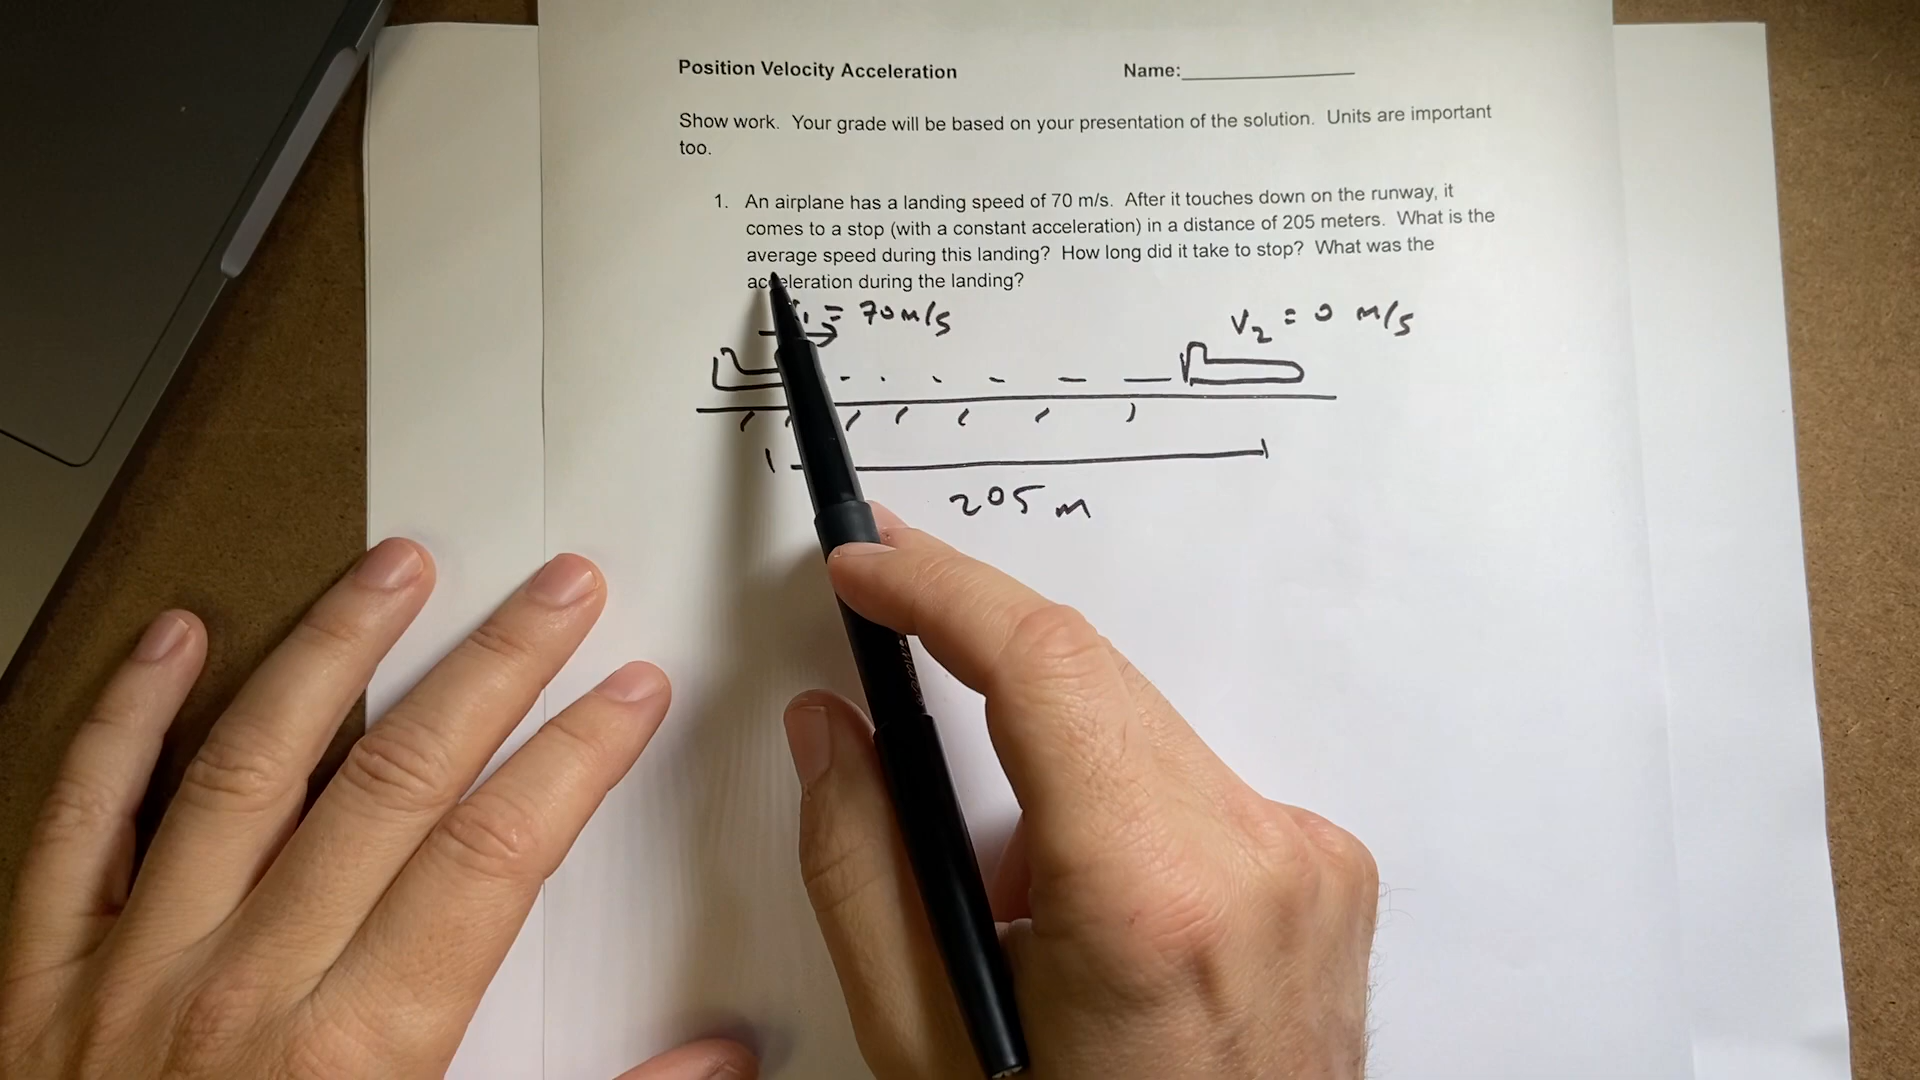 Position Velocity Acceleration Name:
Show work. Your grade will be based on your presentation of the solution. Units are important
too.
1. An airplane has a landing speed of 70 m/s. After it touches down on the runway, it
comes to a stop (with a constant acceleration) in a distance of 205 meters. What is the
average speed during this landing? How long did it take to stop? What was the
acceleration during the landing?
= 70 m/s
V2 = 0 m/s
205 m